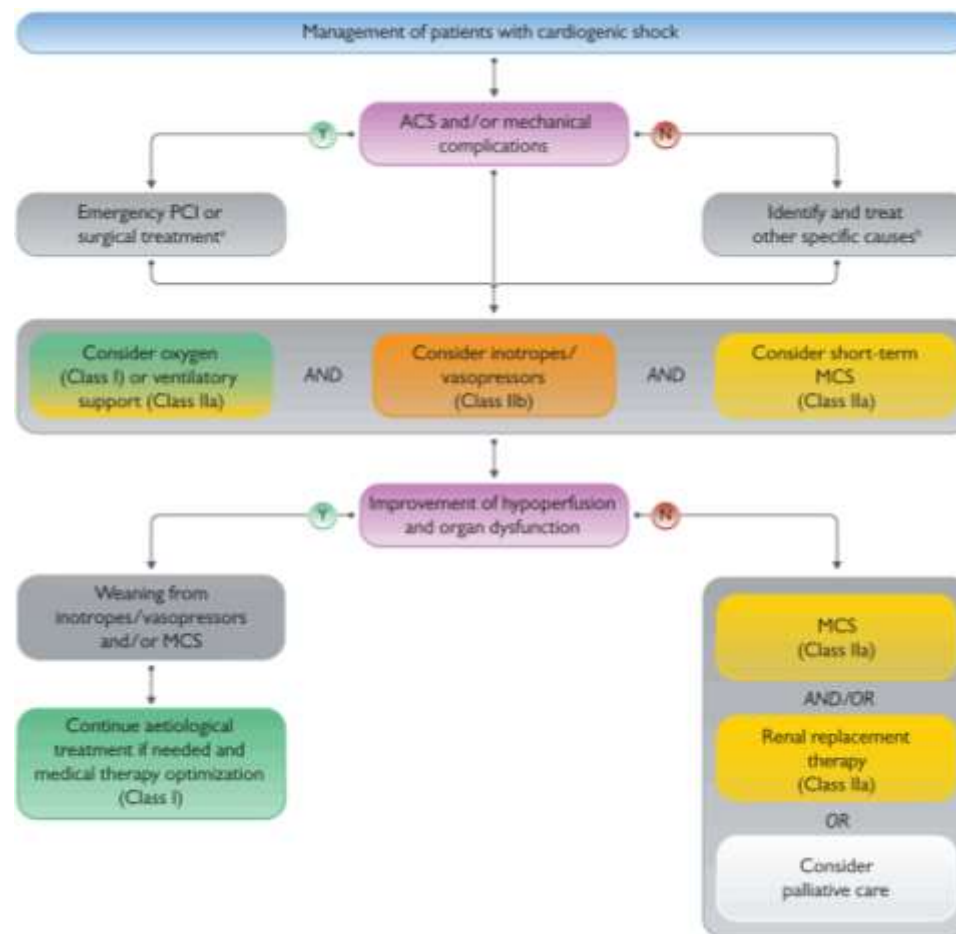 Management of patients with cardiogenic shock
ACS and/or mechanical
complications
Y
N
Emergency PCI or
surgical treatmentᵃ
Identify and treat
other specific causesᵇ
Consider oxygen
(Class I) or ventilatory
support (Class IIa)
AND
Consider inotropes/
vasopressors
(Class IIb)
AND
Consider short-term
MCS
(Class IIa)
Improvement of hypoperfusion
and organ dysfunction
Y
N
Weaning from
inotropes/vasopressors
and/or MCS
Continue aetiological
treatment if needed and
medical therapy optimization
(Class I)
MCS
(Class IIa)
AND/OR
Renal replacement
therapy
(Class IIa)
OR
Consider
palliative care